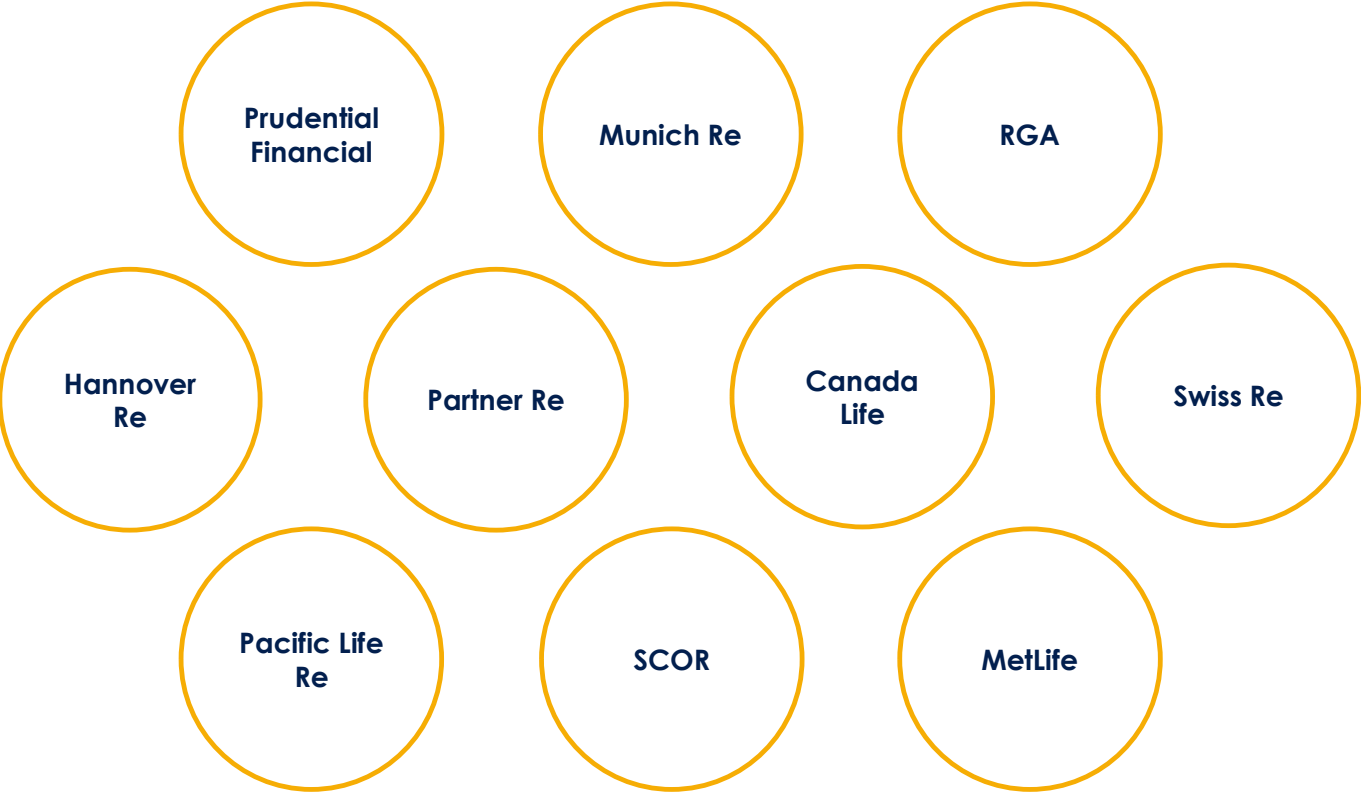 Prudential
Financial
Munich Re
RGA
Hannover
Re
Partner Re
Canada
Life
Swiss Re
Pacific Life
Re
SCOR
MetLife